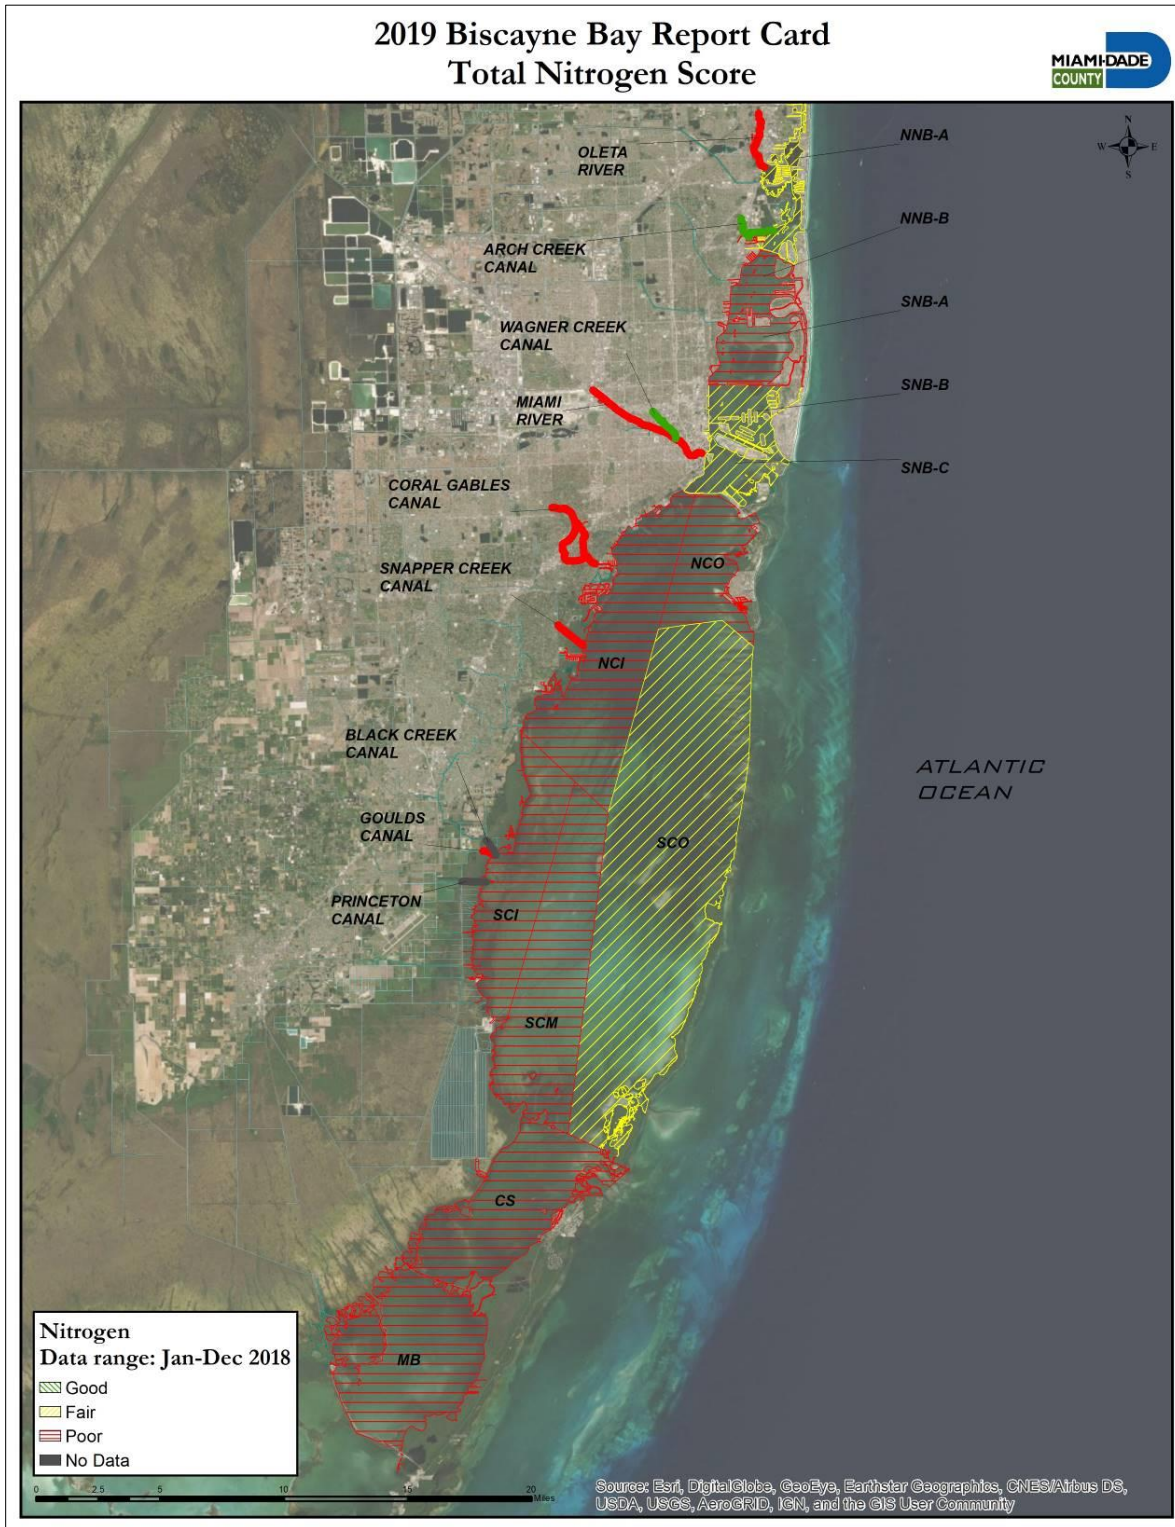 2019 Biscayne Bay Report Card
Total Nitrogen Score
MIAMI-DADE
COUNTY
N
W E
S
OLETA
RIVER
NNB-A
ARCH CREEK
CANAL
NNB-B
WAGNER CREEK
CANAL
SNB-A
MIAMI
RIVER
SNB-B
CORAL GABLES
CANAL
SNB-C
SNAPPER CREEK
CANAL
NCO
NCI
BLACK CREEK
CANAL
ATLANTIC
OCEAN
GOULDS
CANAL
SCO
PRINCETON
CANAL
SCI
SCM
CS
MB
Nitrogen
Data range: Jan-Dec 2018
Good
Fair
Poor
No Data
0 2.5 5 10 15 20
Miles
Source: Esri, DigitalGlobe, GeoEye, Earthstar Geographics, CNES/Airbus DS,
USDA, USGS, AeroGRID, IGN, and the GIS User Community